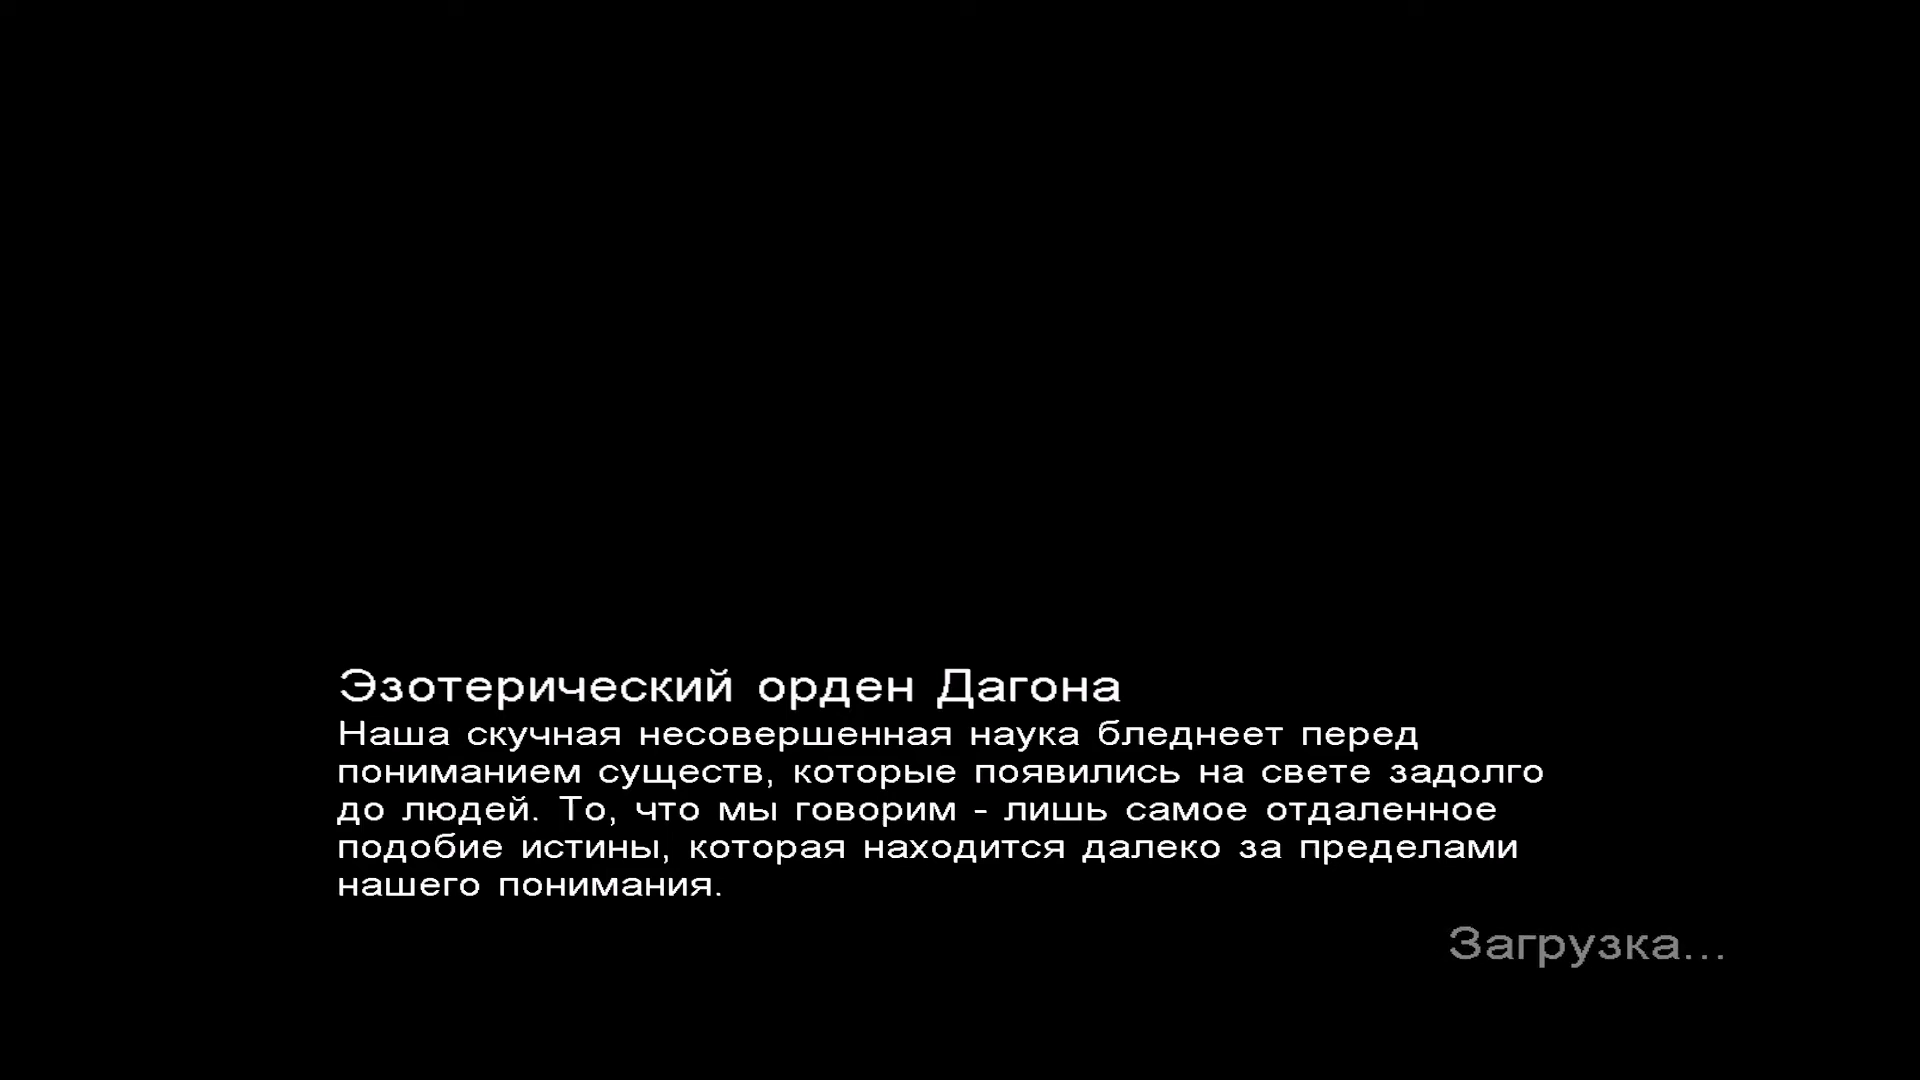 Эзотерический орден Дагона
Наша скучная несовершенная наука бледнеет перед
пониманием существ, которые появились на свете задолго
до людей. То, что мы говорим - лишь самое отдаленное
подобие истины, которая находится далеко за пределами
нашего понимания.
Загрузка...